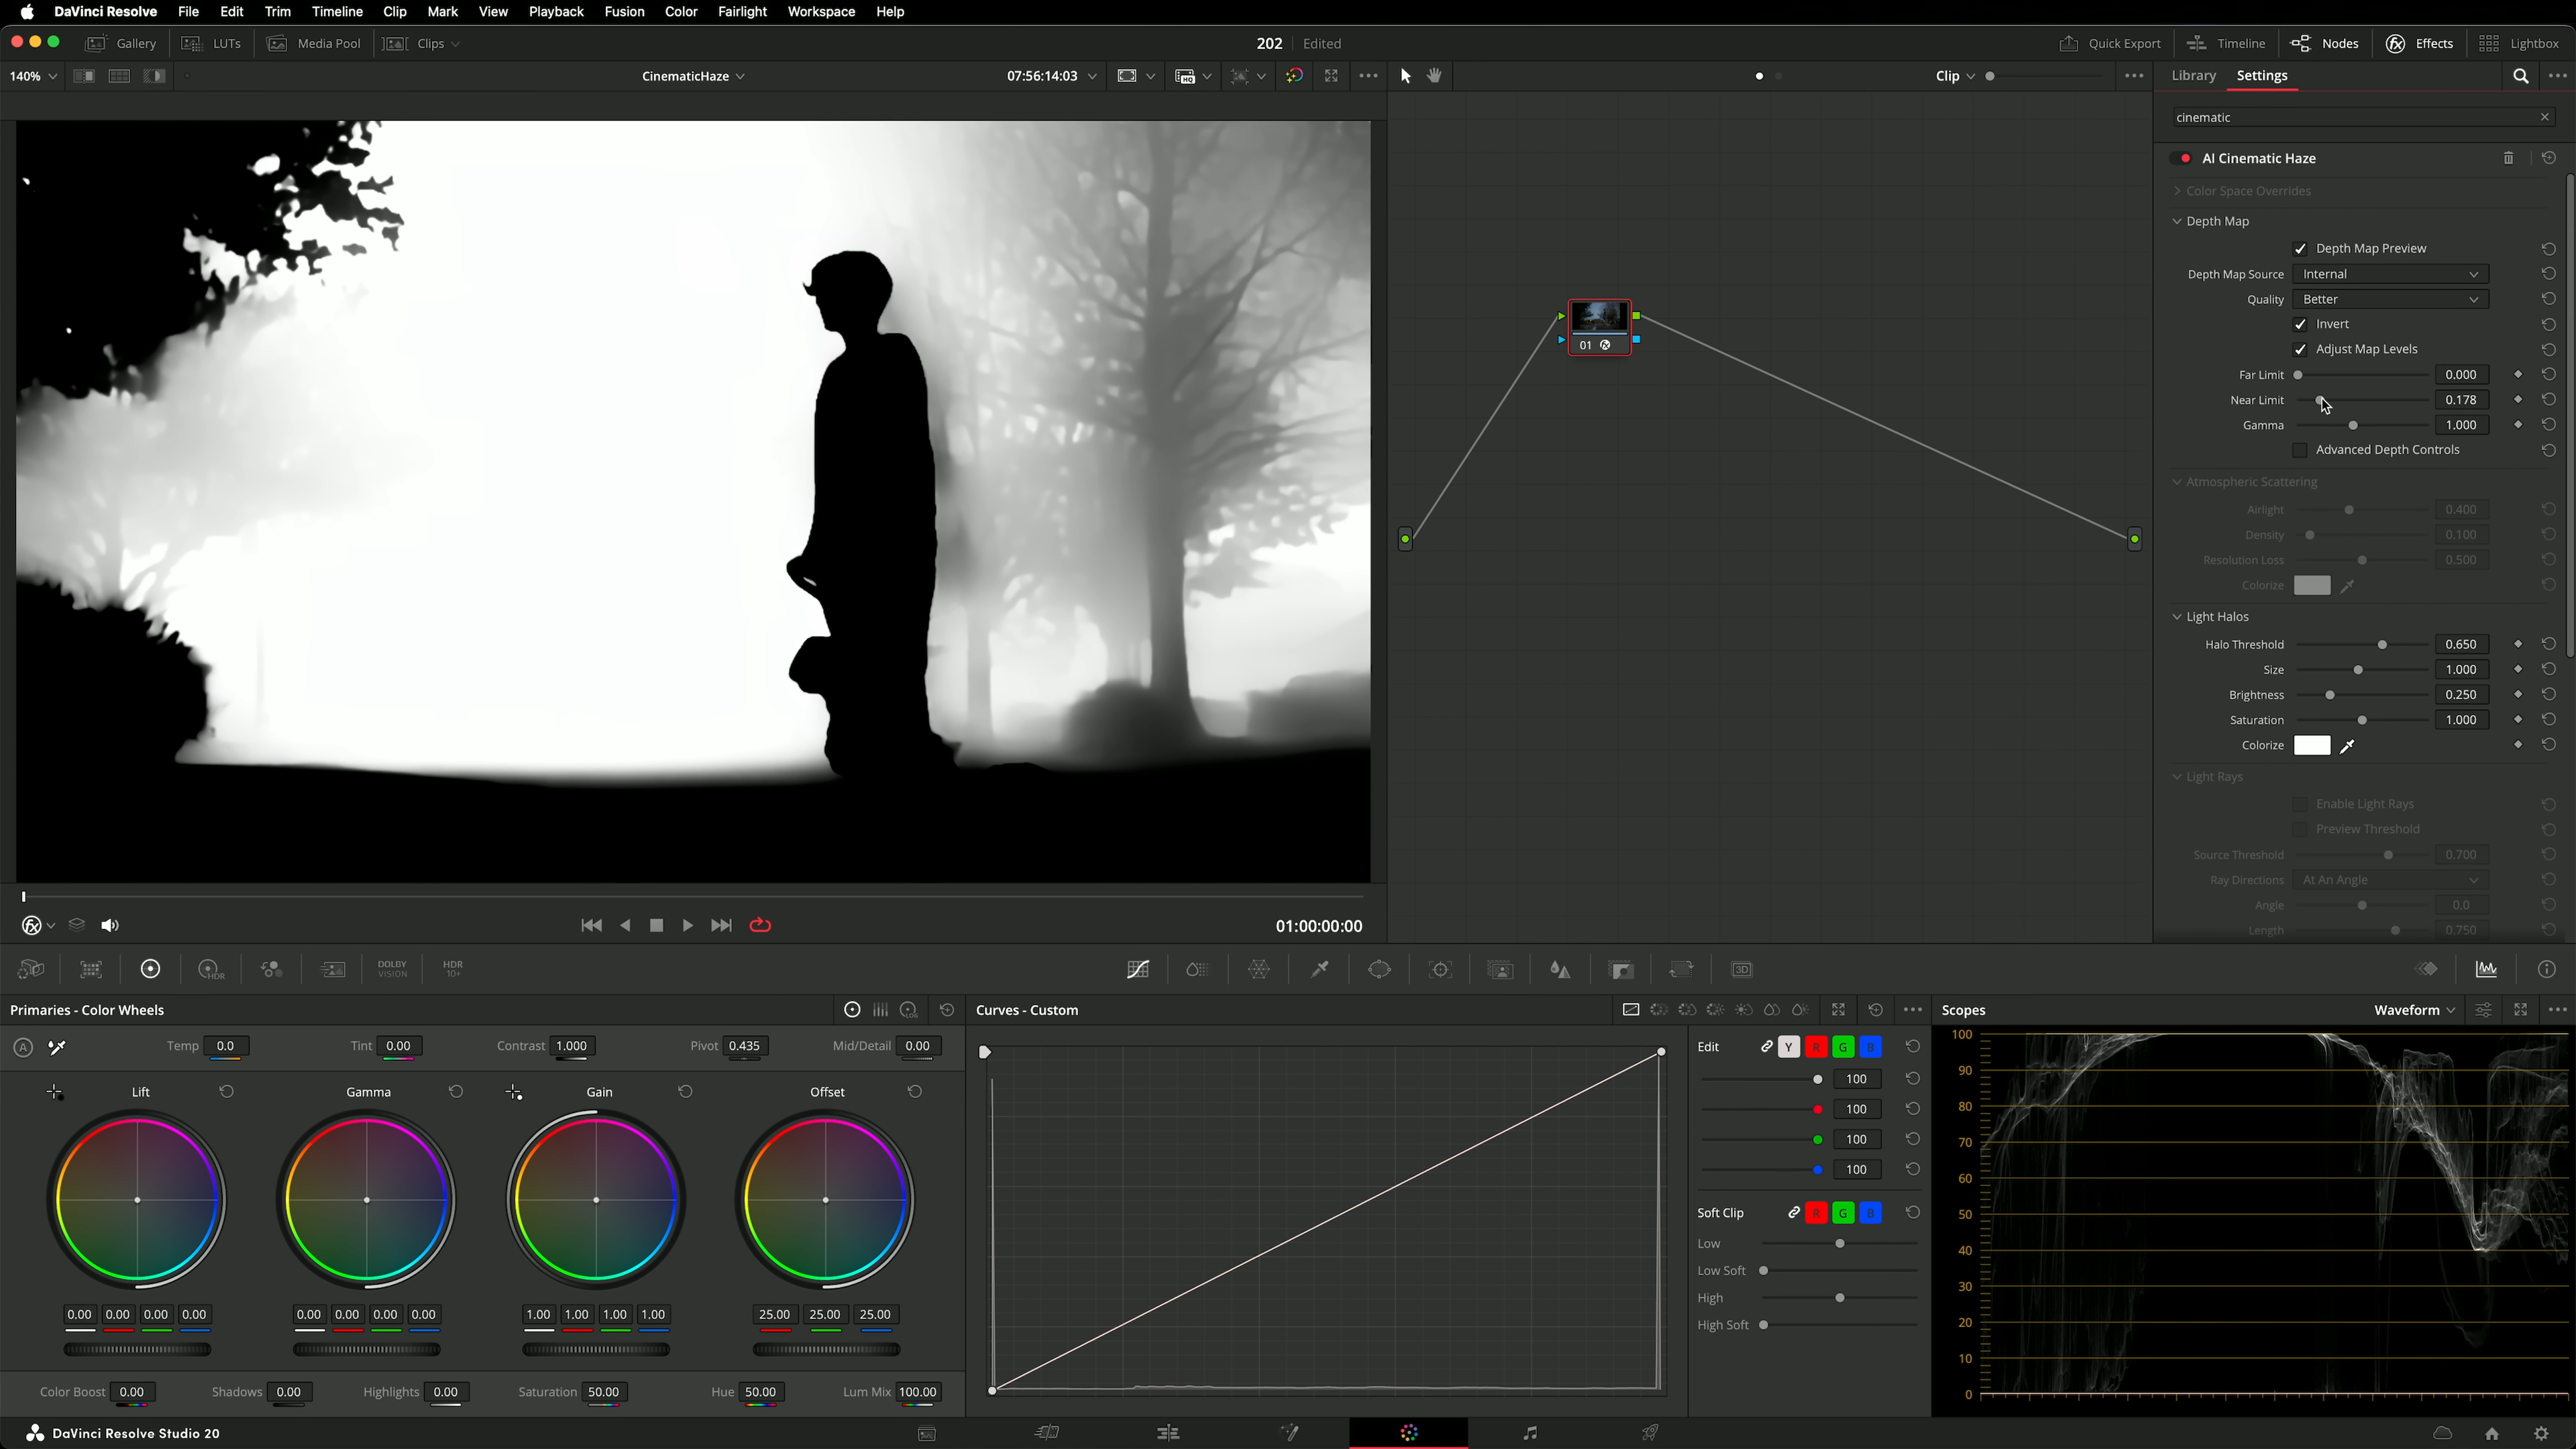 DaVinci Resolve File Edit Trim Timeline Clip Mark View Playback Fusion Color Fairlight Workspace Help
Gallery LUTs Media Pool Clips 202 Edited Quick Export Timeline Nodes Effects Lightbox
140% CinematicHaze 07:56:14:03 HQ Clip Library Settings
cinematic
AI Cinematic Haze
Color Space Overrides
Depth Map
Depth Map Preview
Depth Map Source Internal
Quality Better
Invert
Adjust Map Levels
Far Limit 0.000
Near Limit 0.178
Gamma 1.000
Advanced Depth Controls
Atmospheric Scattering
Airlight 0.400
Density 0.100
Resolution Loss 0.500
Colorize
Light Halos
Halo Threshold 0.650
Size 1.000
Brightness 0.250
Saturation 1.000
Colorize
Light Rays
Enable Light Rays
Preview Threshold
Source Threshold 0.700
Ray Directions At An Angle
Angle 0.0
Length 0.750
01
01:00:00:00
HDR DOLBY VISION HDR 10+ 3D
Primaries - Color Wheels LOG
Temp 0.0 Tint 0.00 Contrast 1.000 Pivot 0.435 Mid/Detail 0.00
A
Lift Gamma Gain Offset
0.00 0.00 0.00 0.00 0.00 0.00 0.00 0.00 1.00 1.00 1.00 1.00 25.00 25.00 25.00
Color Boost 0.00 Shadows 0.00 Highlights 0.00 Saturation 50.00 Hue 50.00 Lum Mix 100.00
Curves - Custom
Edit Y R G B
100
100
100
100
Soft Clip R G B
Low
Low Soft
High
High Soft
Scopes Waveform
100
90
80
70
60
50
40
30
20
10
0
DaVinci Resolve Studio 20